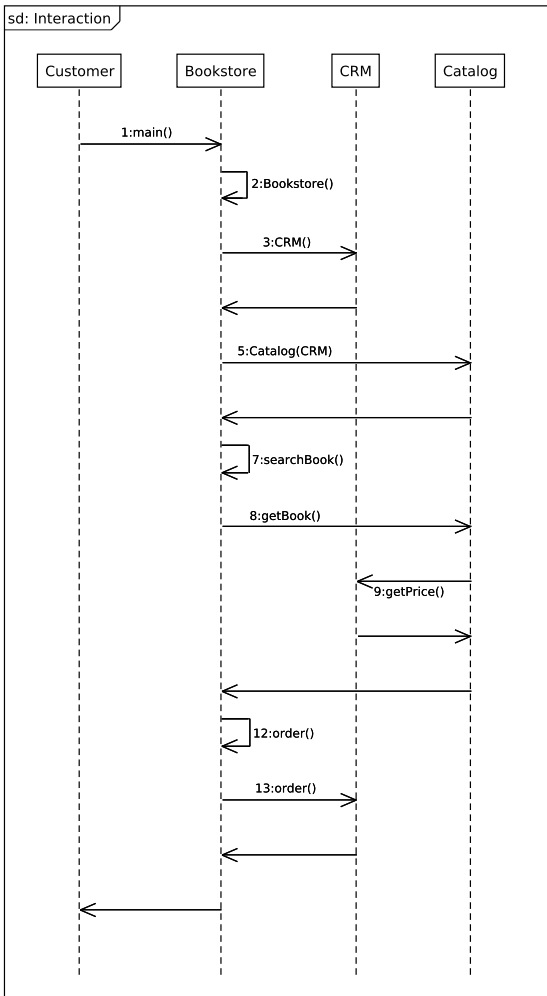 sd: Interaction
Customer
Bookstore
CRM
Catalog
1:main()
2:Bookstore()
3:CRM()
5:Catalog(CRM)
7:searchBook()
8:getBook()
9:getPrice()
12:order()
13:order()